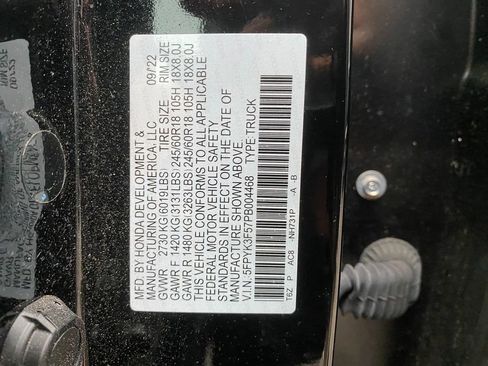 MFD. BY HONDA DEVELOPMENT & 09/22
MANUFACTURING OF AMERICA, LLC
GVWR 2730 KG(6019LBS) TIRE SIZE RIM SIZE
GAWR F 1420 KG(3131LBS)245/60R18 105H 18X8.0J
GAWR R 1480 KG(3263LBS)245/60R18 105H 18X8.0J
THIS VEHICLE CONFORMS TO ALL APPLICABLE
FEDERAL MOTOR VEHICLE SAFETY
STANDARDS IN EFFECT ON THE DATE OF
MANUFACTURE SHOWN ABOVE.
V.I.N. 5FPYK3F57PB004468 TYPE TRUCK
T6Z P AC6 NH731P -A -B